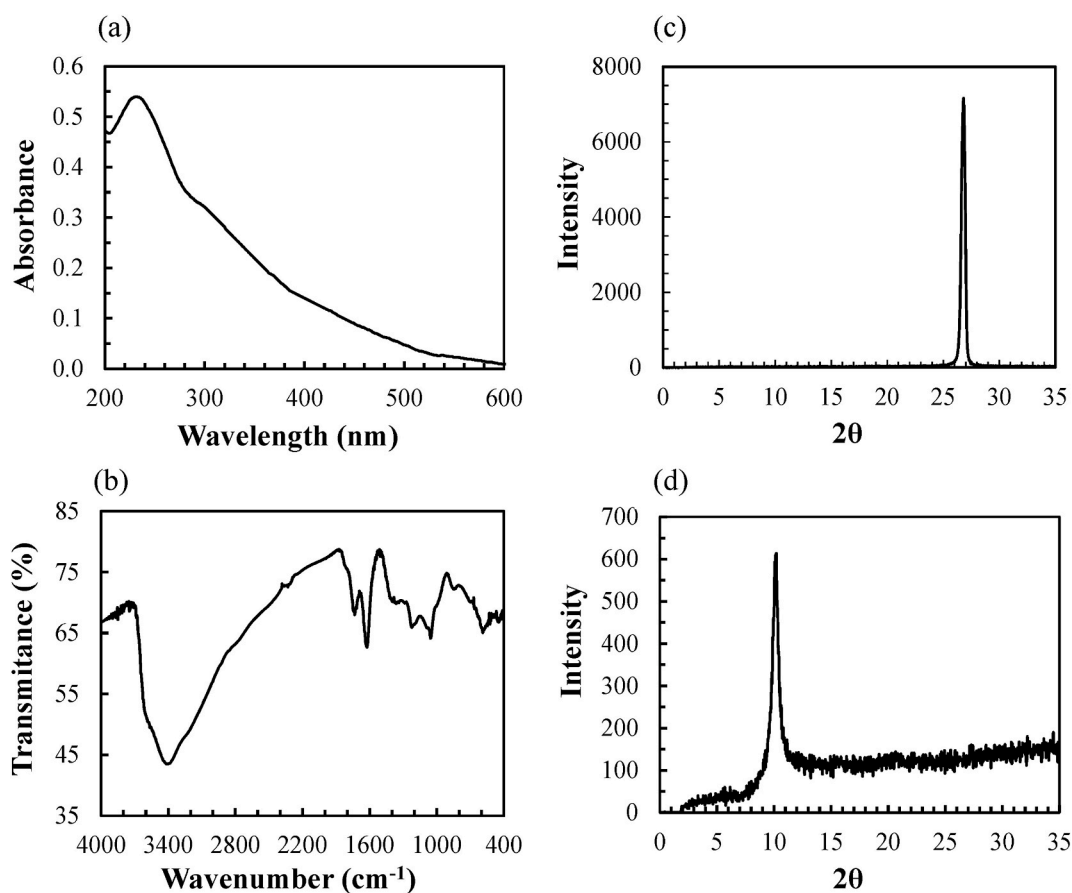 (a)
0.6
0.5
0.4
0.3
0.2
0.1
0.0
Absorbance
200 300 400 500 600
Wavelength (nm)
(c)
8000
6000
4000
2000
0
Intensity
0 5 10 15 20 25 30 35
2θ
(b)
85
75
65
55
45
35
Transmitance (%)
4000 3400 2800 2200 1600 1000 400
Wavenumber (cm⁻¹)
(d)
700
600
500
400
300
200
100
0
Intensity
0 5 10 15 20 25 30 35
2θ